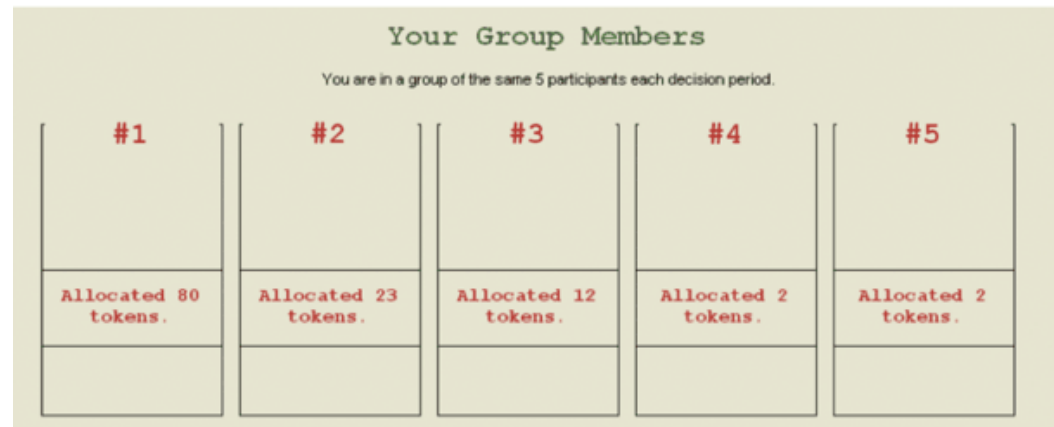 Your Group Members
You are in a group of the same 5 participants each decision period.
#1
#2
#3
#4
#5
Allocated 80
tokens.
Allocated 23
tokens.
Allocated 12
tokens.
Allocated 2
tokens.
Allocated 2
tokens.